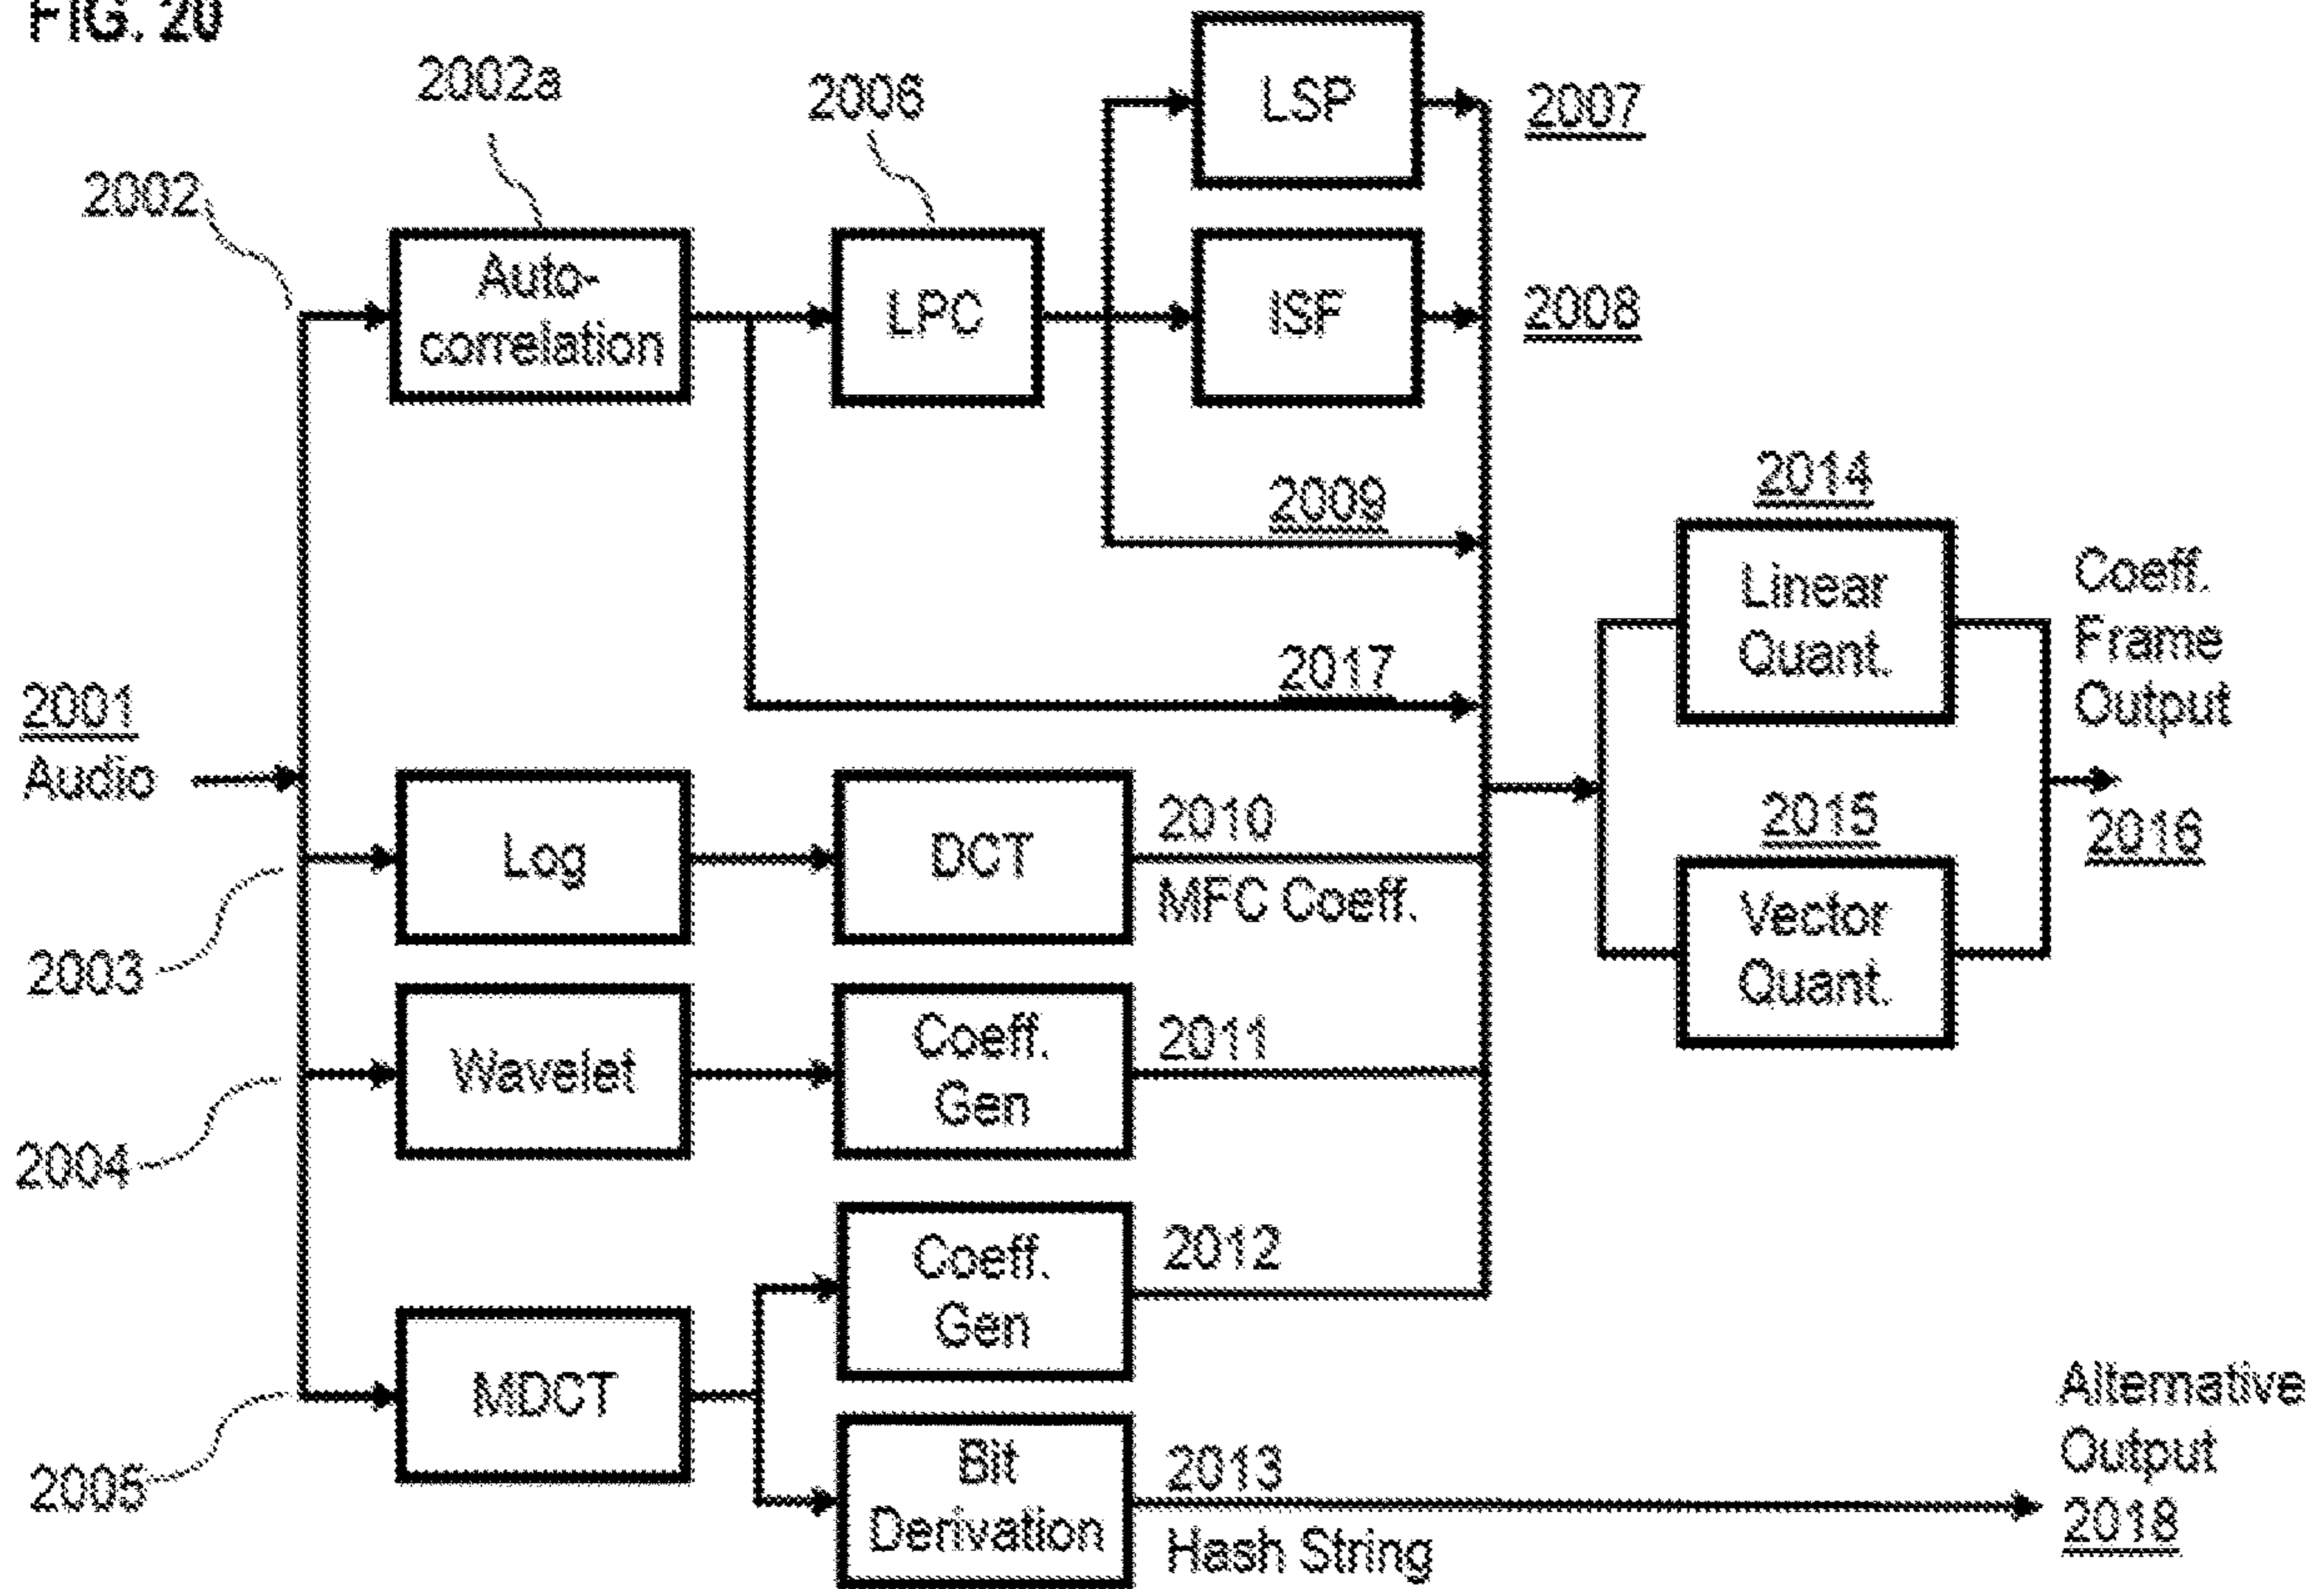 FIG. 20
2002a
2006
LSP
2007
2002
Auto-
correlation
LPC
ISF
2008
2009
2014
Linear
Quant.
Coeff.
Frame
Output
2017
2001
Audio
2015
2016
Log
DCT
2010
MFC Coeff.
Vector
Quant.
2003
Wavelet
Coeff.
Gen
2011
2004
Coeff.
Gen
2012
MDCT
Alternative
Output
2018
2005
Bit
Derivation
2013
Hash String